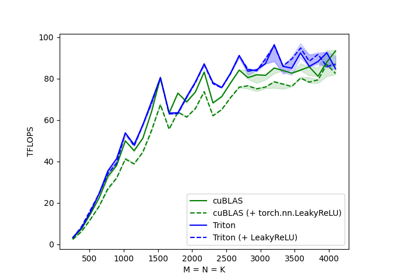 100
80
60
40
20
0
TFLOPS
cuBLAS
cuBLAS (+ torch.nn.LeakyReLU)
Triton
Triton (+ LeakyReLU)
500 1000 1500 2000 2500 3000 3500 4000
M = N = K